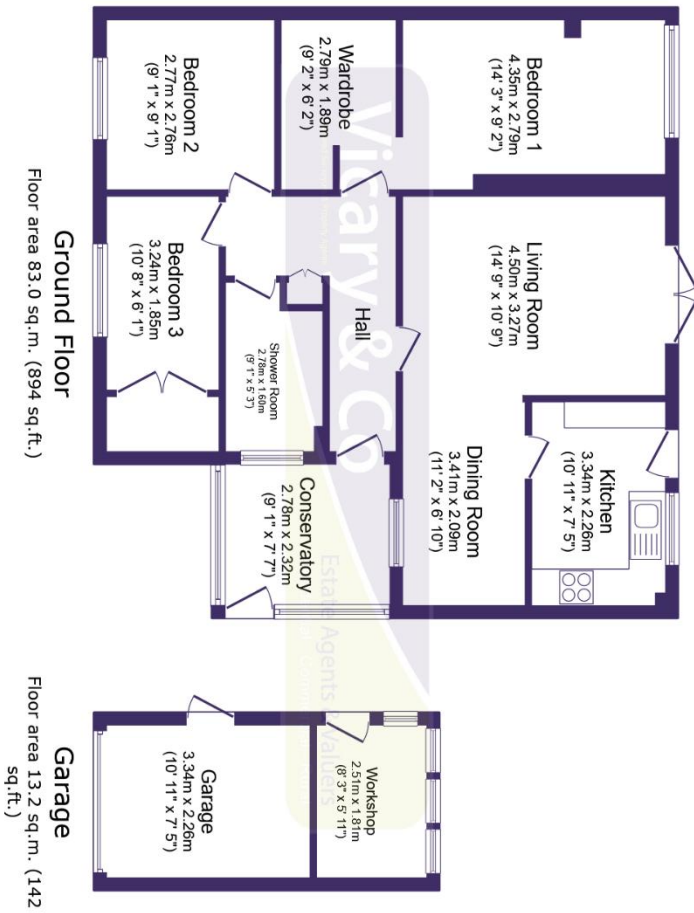 Bedroom 1
4.35m x 2.79m
(14' 3" x 9' 2")
Living Room
4.50m x 3.27m
(14' 9" x 10' 9")
Kitchen
3.34m x 2.26m
(10' 11" x 7' 5")
Dining Room
3.41m x 2.09m
(11' 2" x 6' 10")
Wardrobe
2.79m x 1.89m
(9' 2" x 6' 2")
Hall
Bedroom 2
2.77m x 2.76m
(9' 1" x 9' 1")
Bedroom 3
3.24m x 1.85m
(10' 8" x 6' 1")
Shower Room
2.78m x 1.60m
(9' 1" x 5' 3")
Conservatory
2.78m x 2.32m
(9' 1" x 7' 7")
Ground Floor
Floor area 83.0 sq.m. (894 sq.ft.)
Workshop
2.51m x 1.81m
(8' 3" x 5' 11")
Garage
3.34m x 2.26m
(10' 11" x 7' 5")
Garage
Floor area 13.2 sq.m. (142
sq.ft.)
Vicary & Co
Estate Agents & Valuers